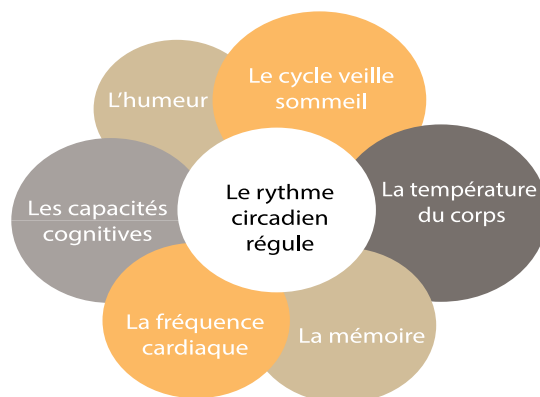 Le cycle veille
sommeil
L'humeur
Le rythme
circadien
régule
La température
du corps
Les capacités
cognitives
La fréquence
cardiaque
La mémoire